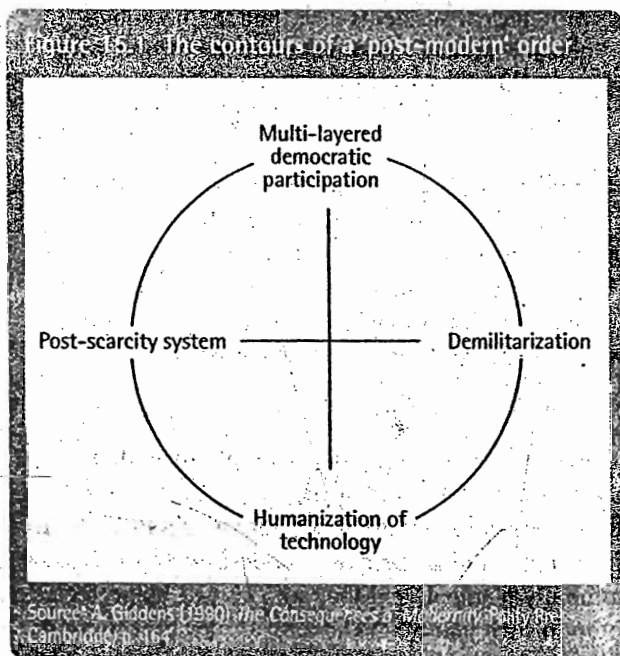 Figure 15.1 The contours of a 'post-modern' order
Multi-layered
democratic
participation
Post-scarcity system
Demilitarization
Humanization of
technology
Source: A. Giddens (1990) The Consequences of Modernity, Polity
Cambridge, p. 164